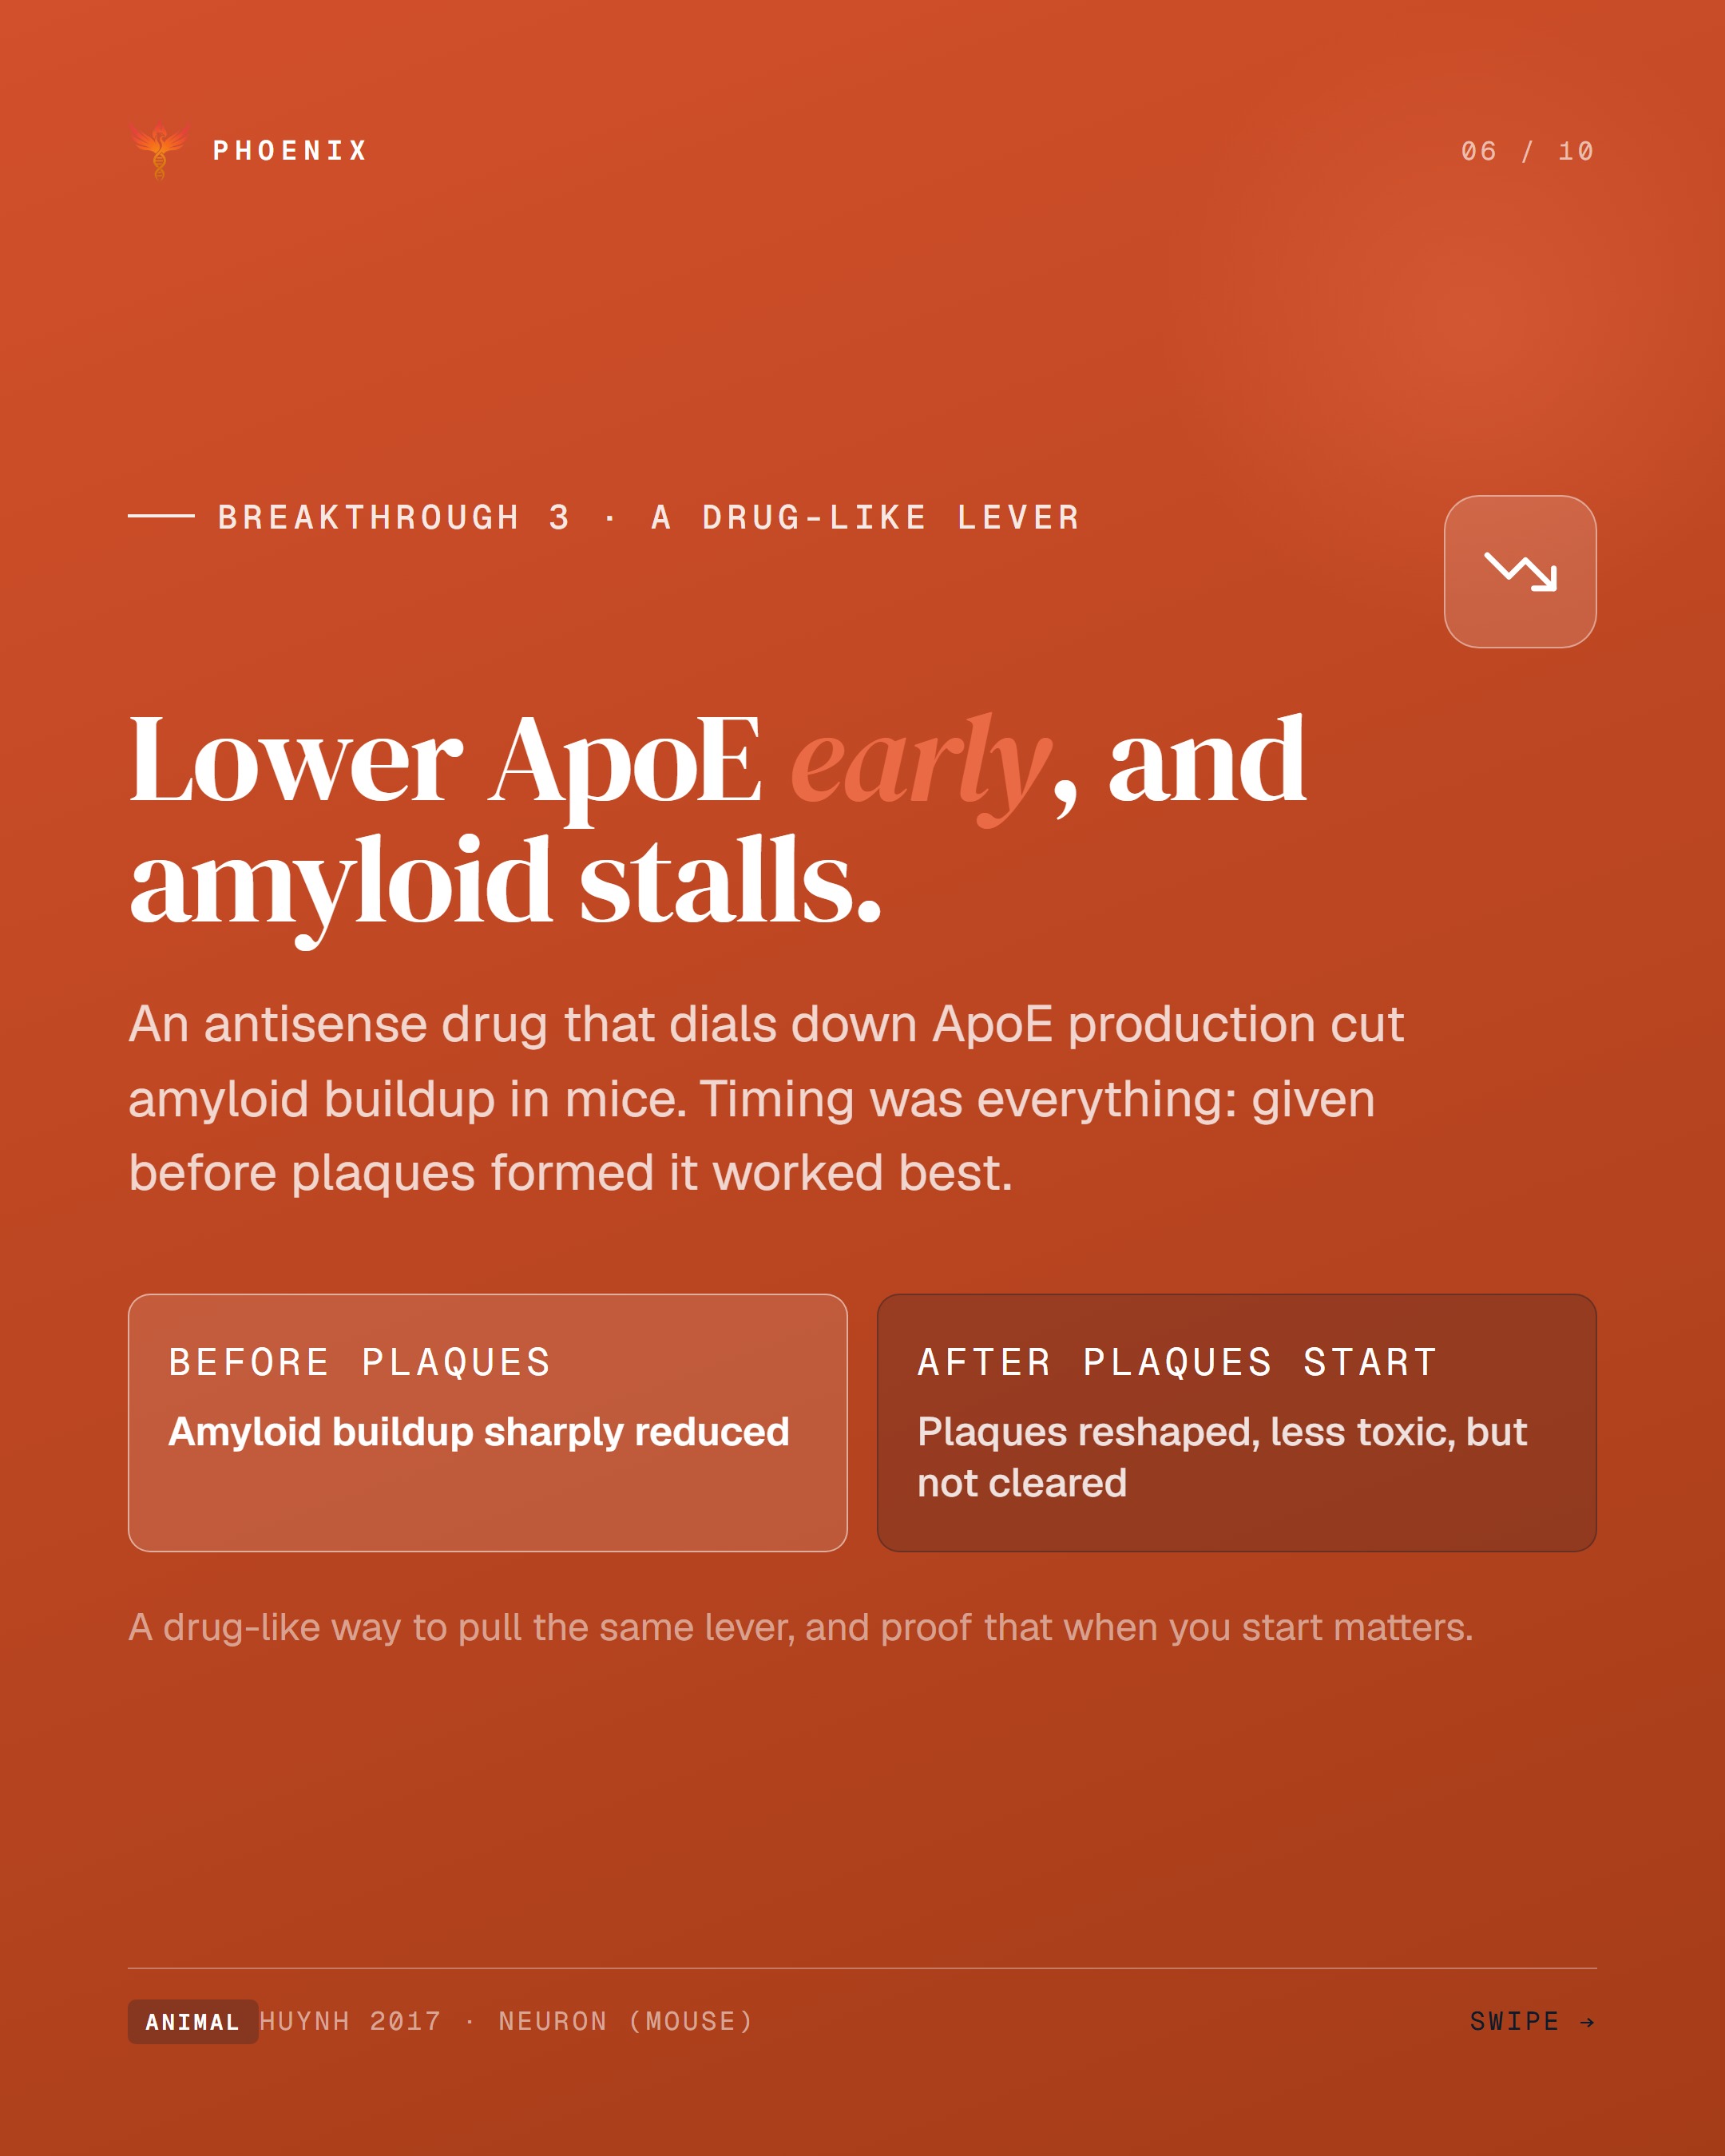 PHOENIX
06 / 10
BREAKTHROUGH 3 · A DRUG-LIKE LEVER
Lower ApoE early, and
amyloid stalls.
An antisense drug that dials down ApoE production cut
amyloid buildup in mice. Timing was everything: given
before plaques formed it worked best.
BEFORE PLAQUES
Amyloid buildup sharply reduced
AFTER PLAQUES START
Plaques reshaped, less toxic, but
not cleared
A drug-like way to pull the same lever, and proof that when you start matters.
ANIMAL HUYNH 2017 · NEURON (MOUSE)
SWIPE →